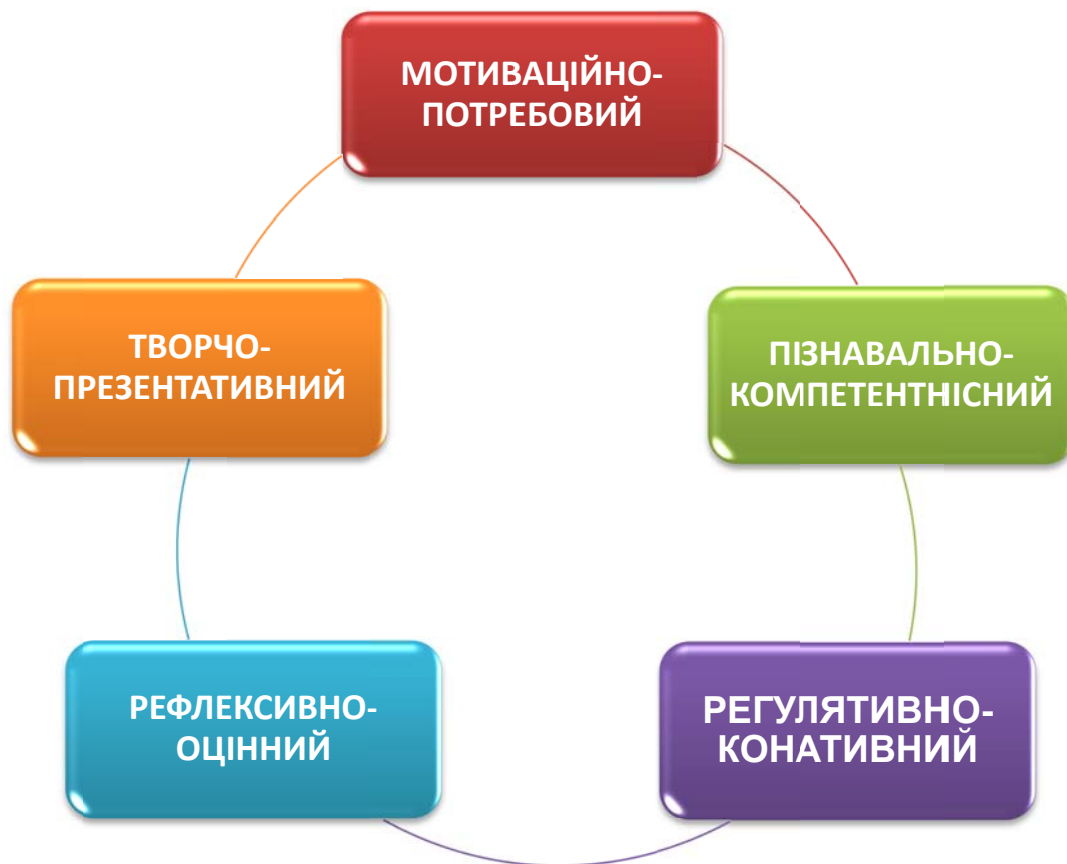 МОТИВАЦІЙНО-
ПОТРЕБОВИЙ
ТВОРЧО-
ПРЕЗЕНТАТИВНИЙ
ПІЗНАВАЛЬНО-
КОМПЕТЕНТНІСНИЙ
РЕФЛЕКСИВНО-
ОЦІННИЙ
РЕГУЛЯТИВНО-
КОНАТИВНИЙ